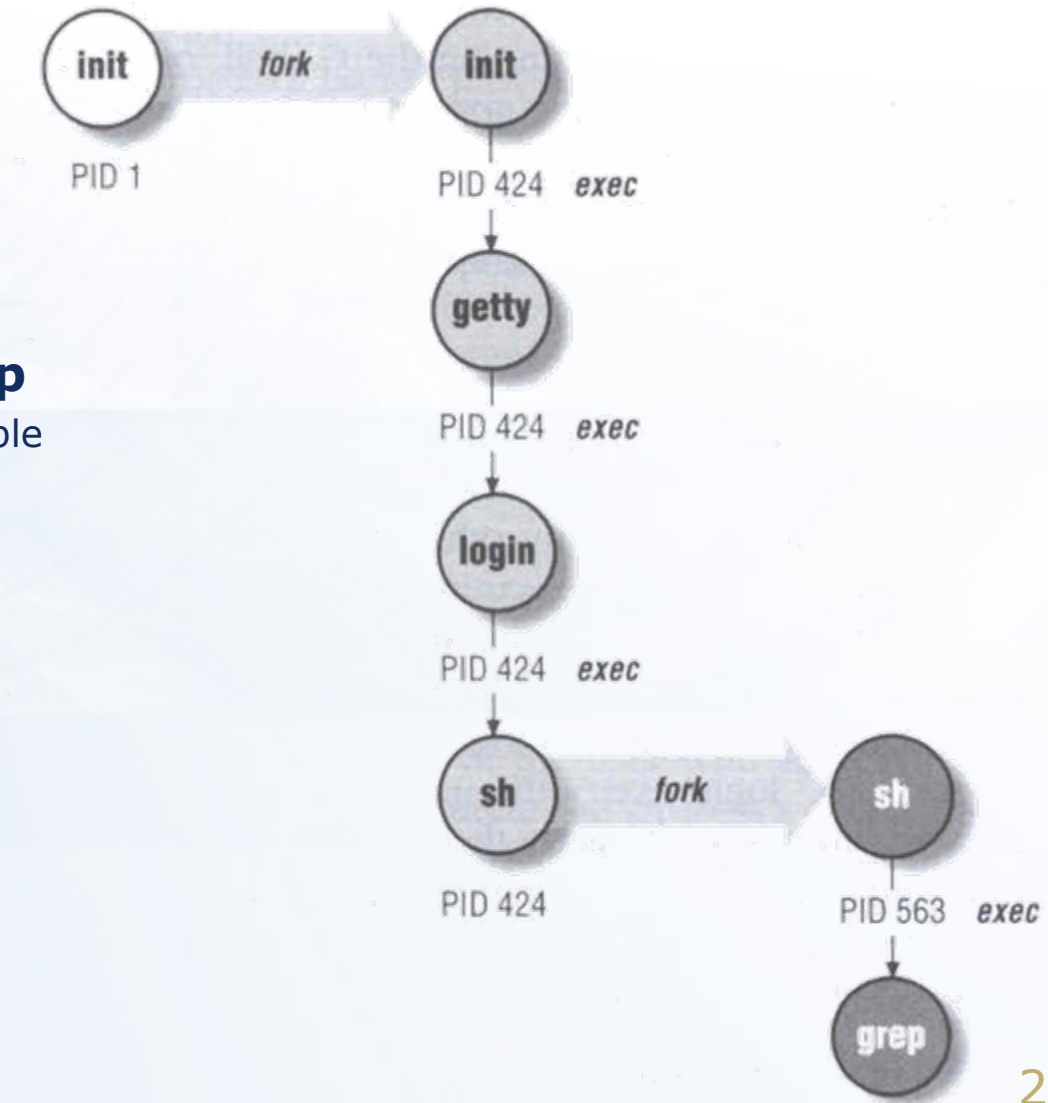 init fork init
PID 1
PID 424 exec
getty
p
ple
PID 424 exec
login
PID 424 exec
sh fork sh
PID 424
PID 563 exec
grep
2